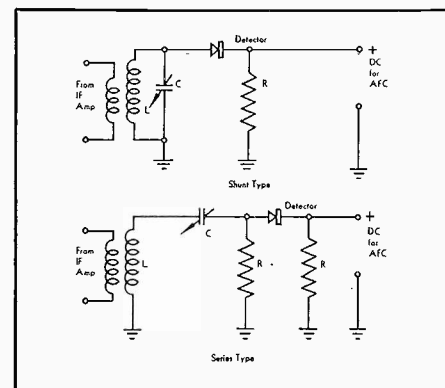 Detector
+
DC
for
AFC
From
IF
Amp
L
C
R
Shunt Type
Detector
+
DC
for
AFC
From
IF
Amp
L
C
R
R
Series Type